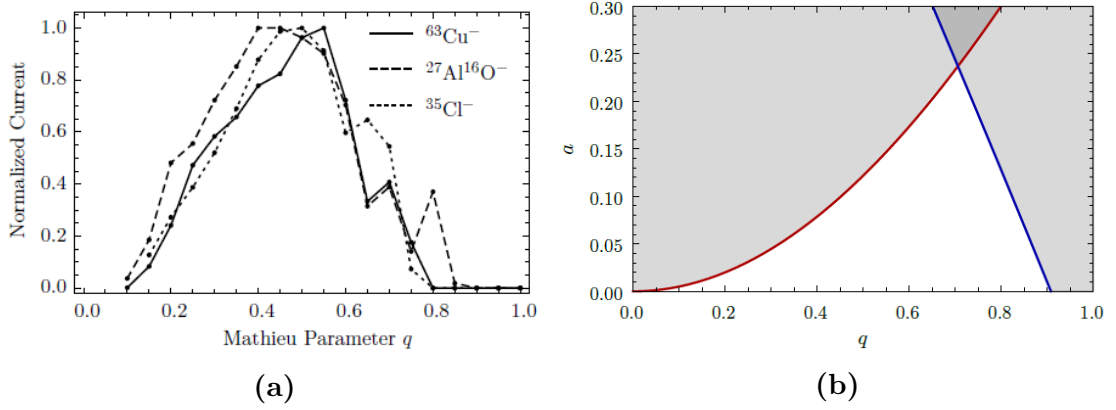 1.0
0.8
0.6
0.4
0.2
0.0
Normalized Current
⁶³Cu⁻
²⁷Al¹⁶O⁻
³⁵Cl⁻
0.0 0.2 0.4 0.6 0.8 1.0
Mathieu Parameter q
(a)
0.30
0.25
0.20
0.15
0.10
0.05
0.00
a
0.0 0.2 0.4 0.6 0.8 1.0
q
(b)